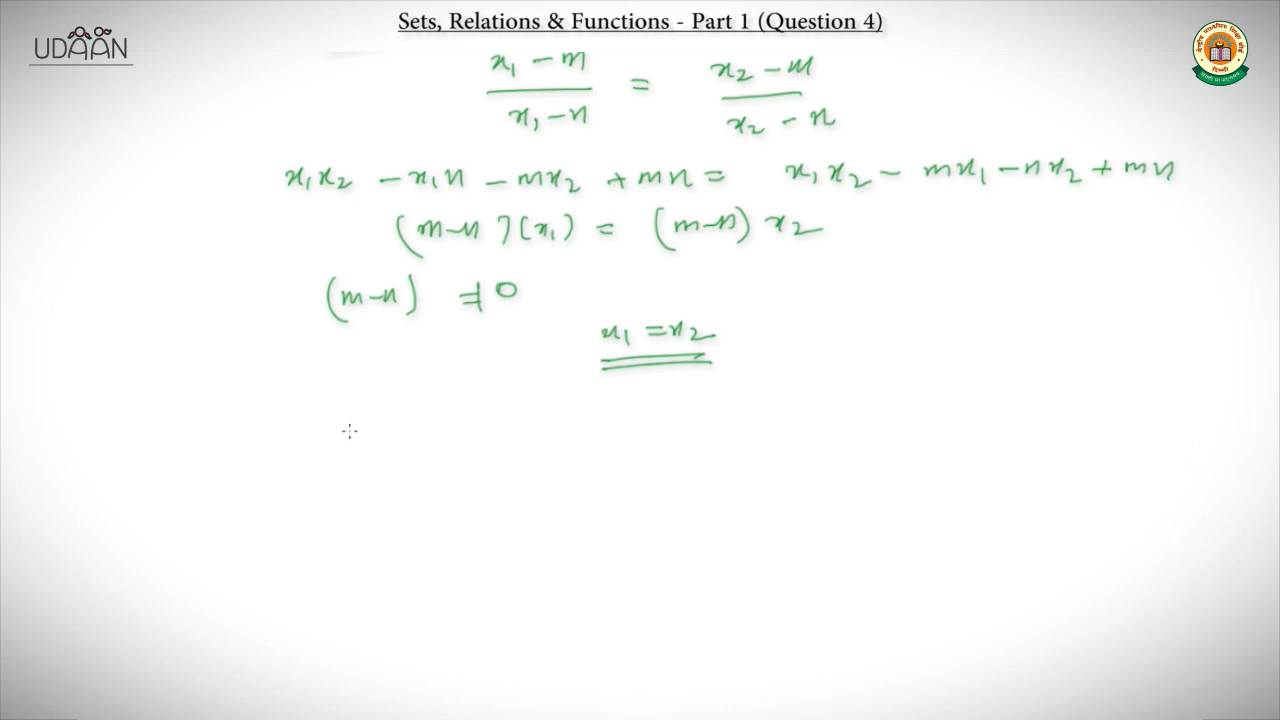 Sets, Relations & Functions - Part 1 (Question 4)
UDAAN
x₁ - m / x₁ - n = x₂ - m / x₂ - n
x₁x₂ - x₁n - mx₂ + mn = x₁x₂ - mx₁ - nx₂ + mn
(m-n)(x₁) = (m-n) x₂
(m-n) ≠ 0
x₁ = x₂